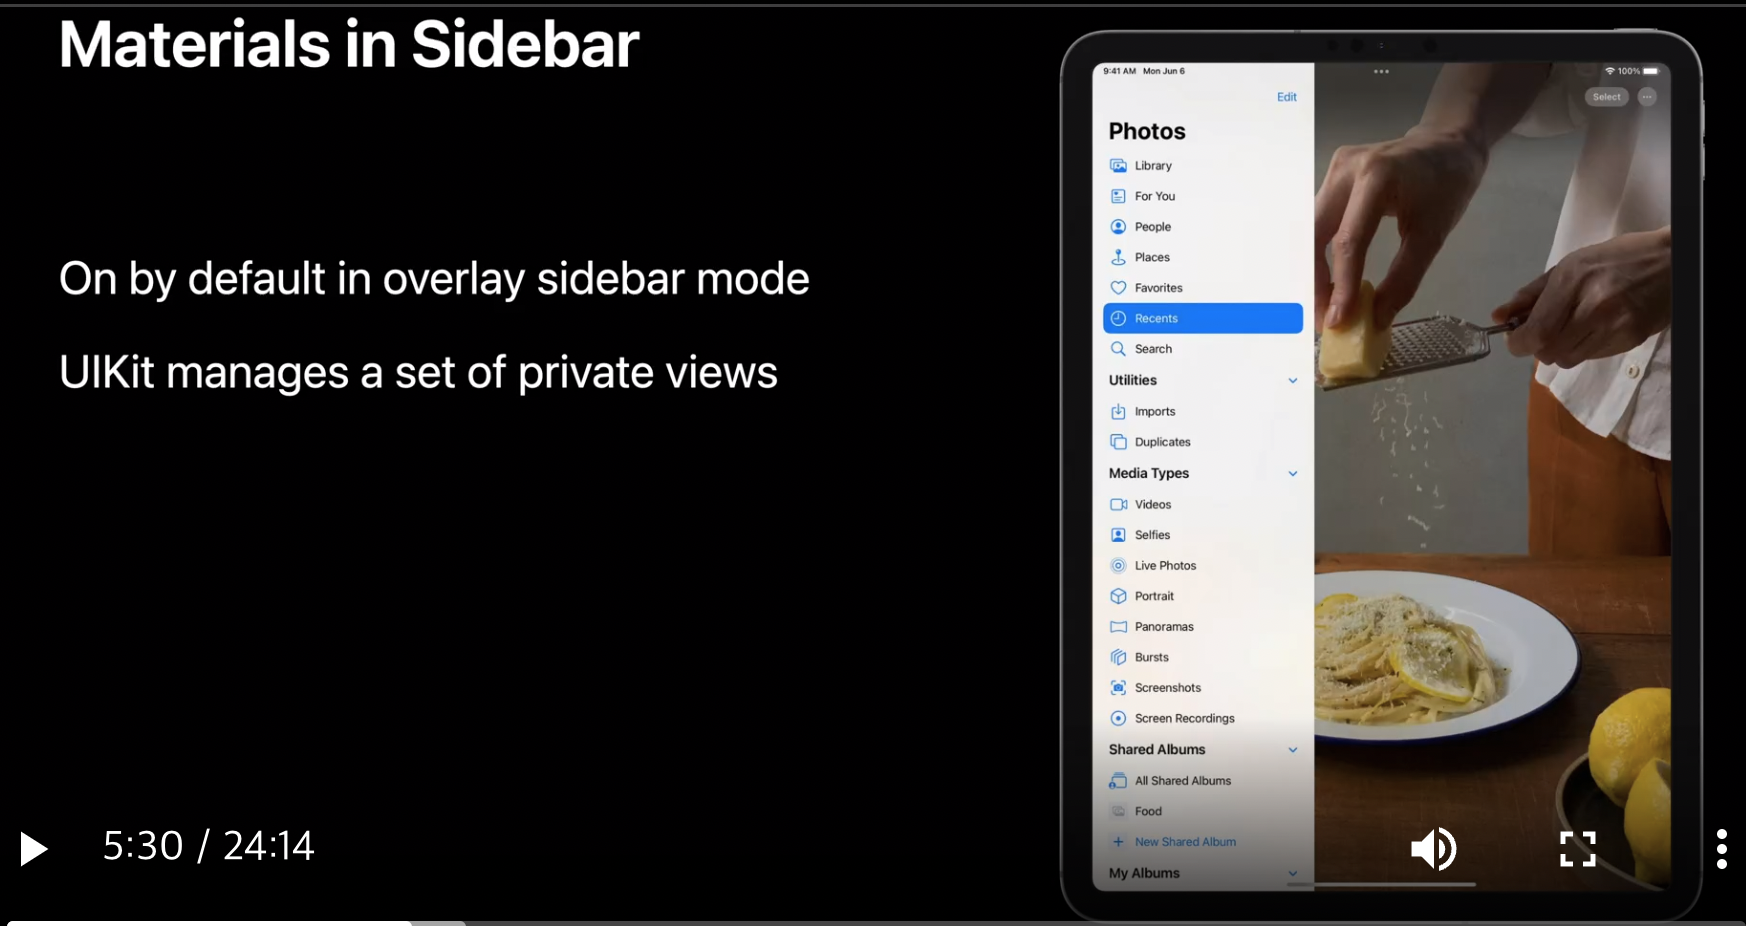 Materials in Sidebar
On by default in overlay sidebar mode
UIKit manages a set of private views
5:30 / 24:14
9:41 AM Mon Jun 6
100%
Edit
Select
Photos
Library
For You
People
Places
Favorites
Recents
Search
Utilities
Imports
Duplicates
Media Types
Videos
Selfies
Live Photos
Portrait
Panoramas
Bursts
Screenshots
Screen Recordings
Shared Albums
All Shared Albums
Food
New Shared Album
My Albums